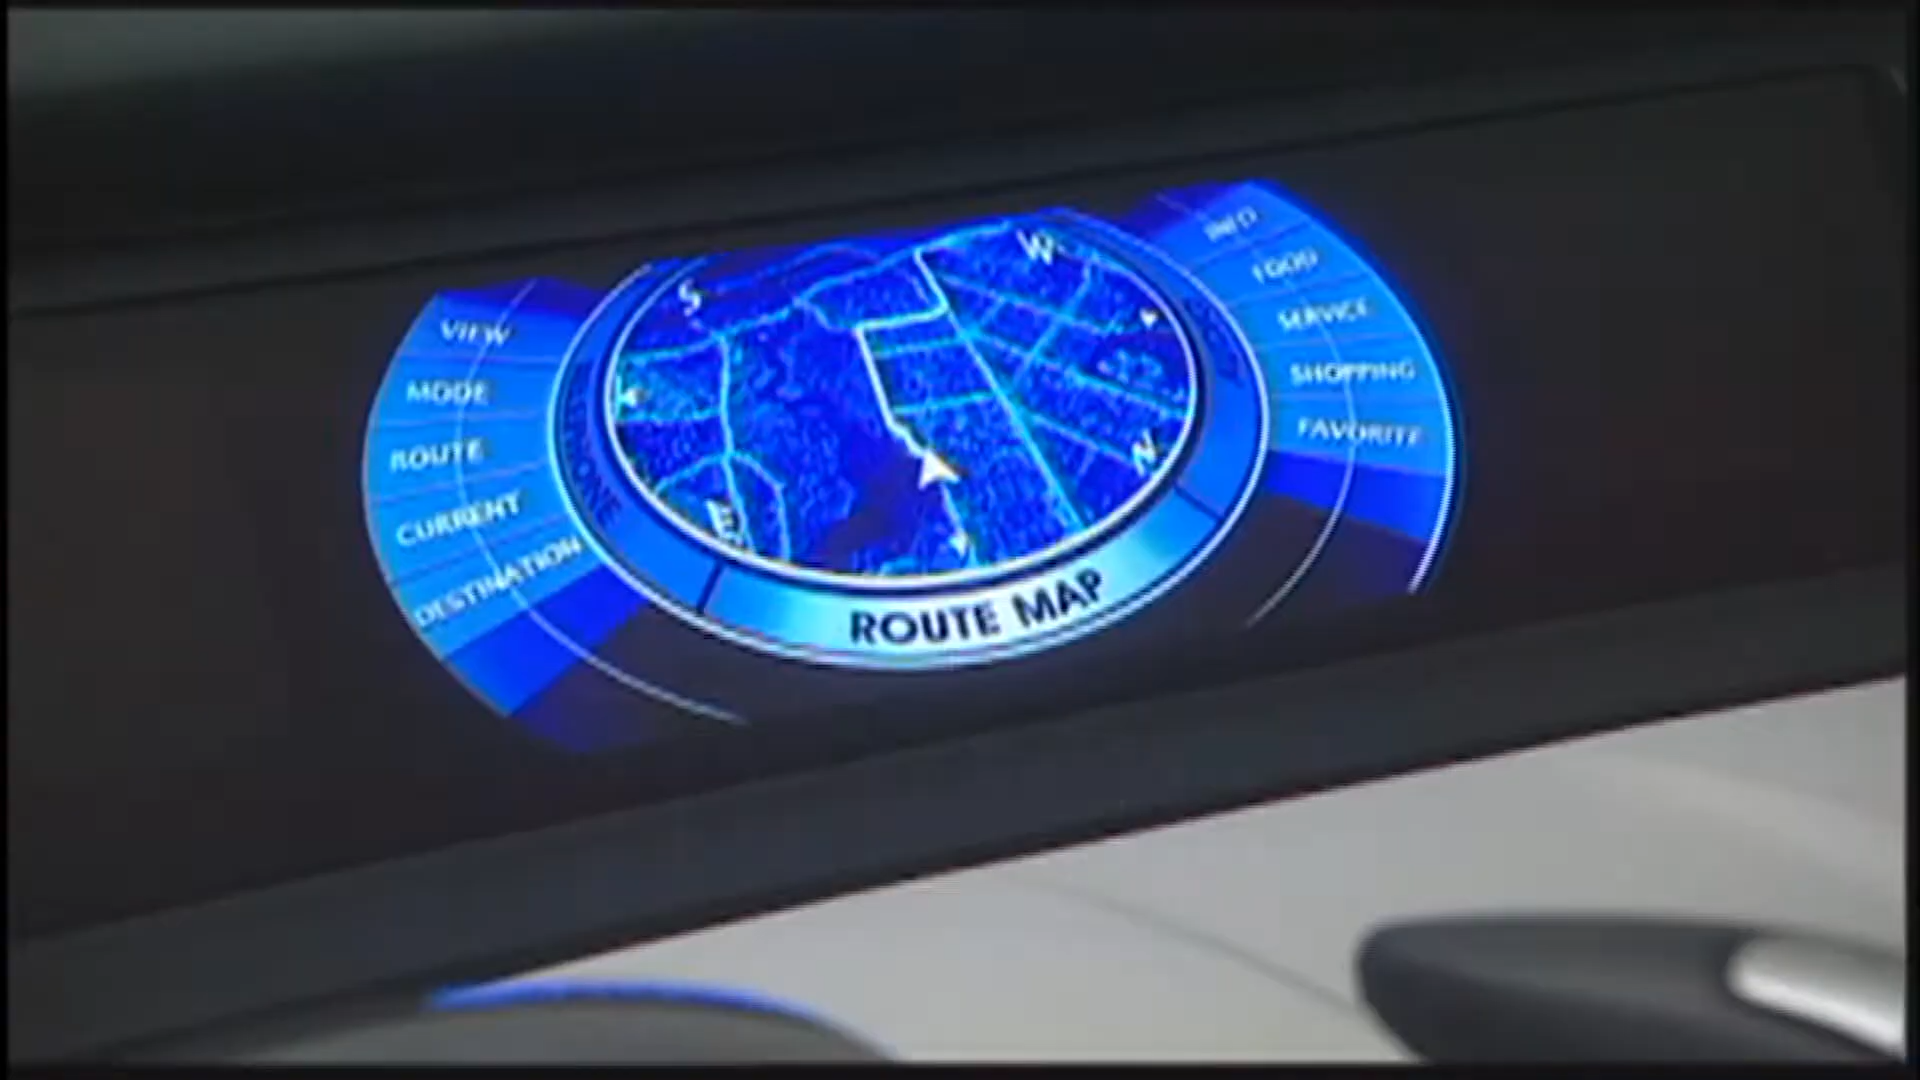 VIEW
MODE
ROUTE
CURRENT
DESTINATION
S
W
N
E
ROUTE MAP
INFO
FOOD
SERVICE
SHOPPING
FAVORITE